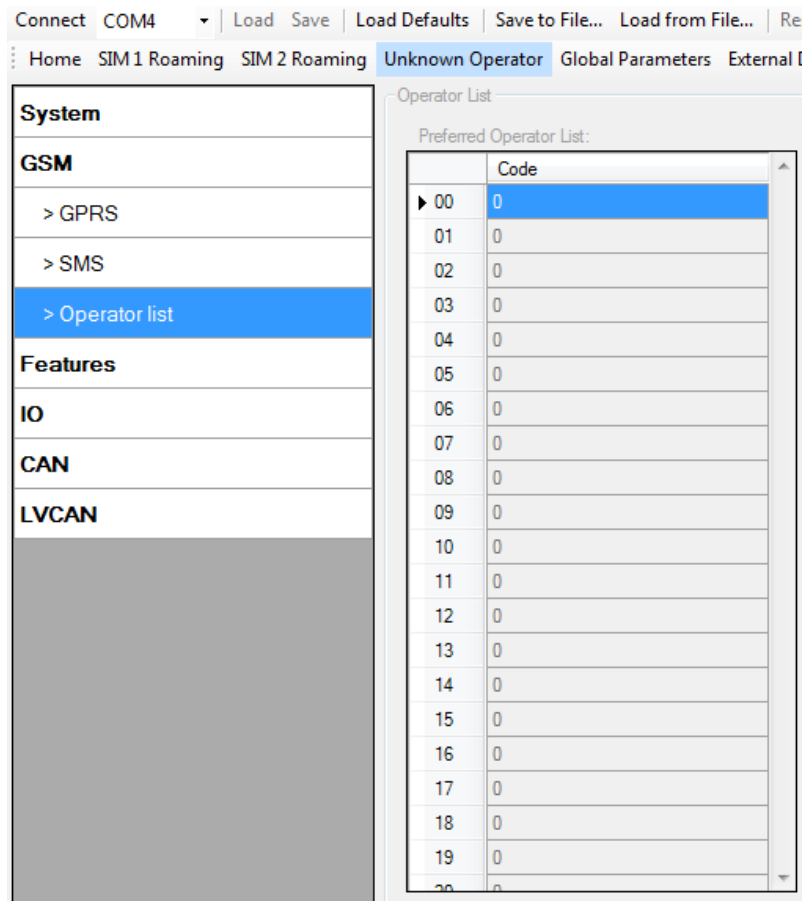 Connect COM4 Load Save Load Defaults Save to File... Load from File... Re
Home SIM 1 Roaming SIM 2 Roaming Unknown Operator Global Parameters External D
System
GSM
> GPRS
> SMS
> Operator list
Features
IO
CAN
LVCAN
Operator List
Preferred Operator List:
Code
00 0
01 0
02 0
03 0
04 0
05 0
06 0
07 0
08 0
09 0
10 0
11 0
12 0
13 0
14 0
15 0
16 0
17 0
18 0
19 0
20 0